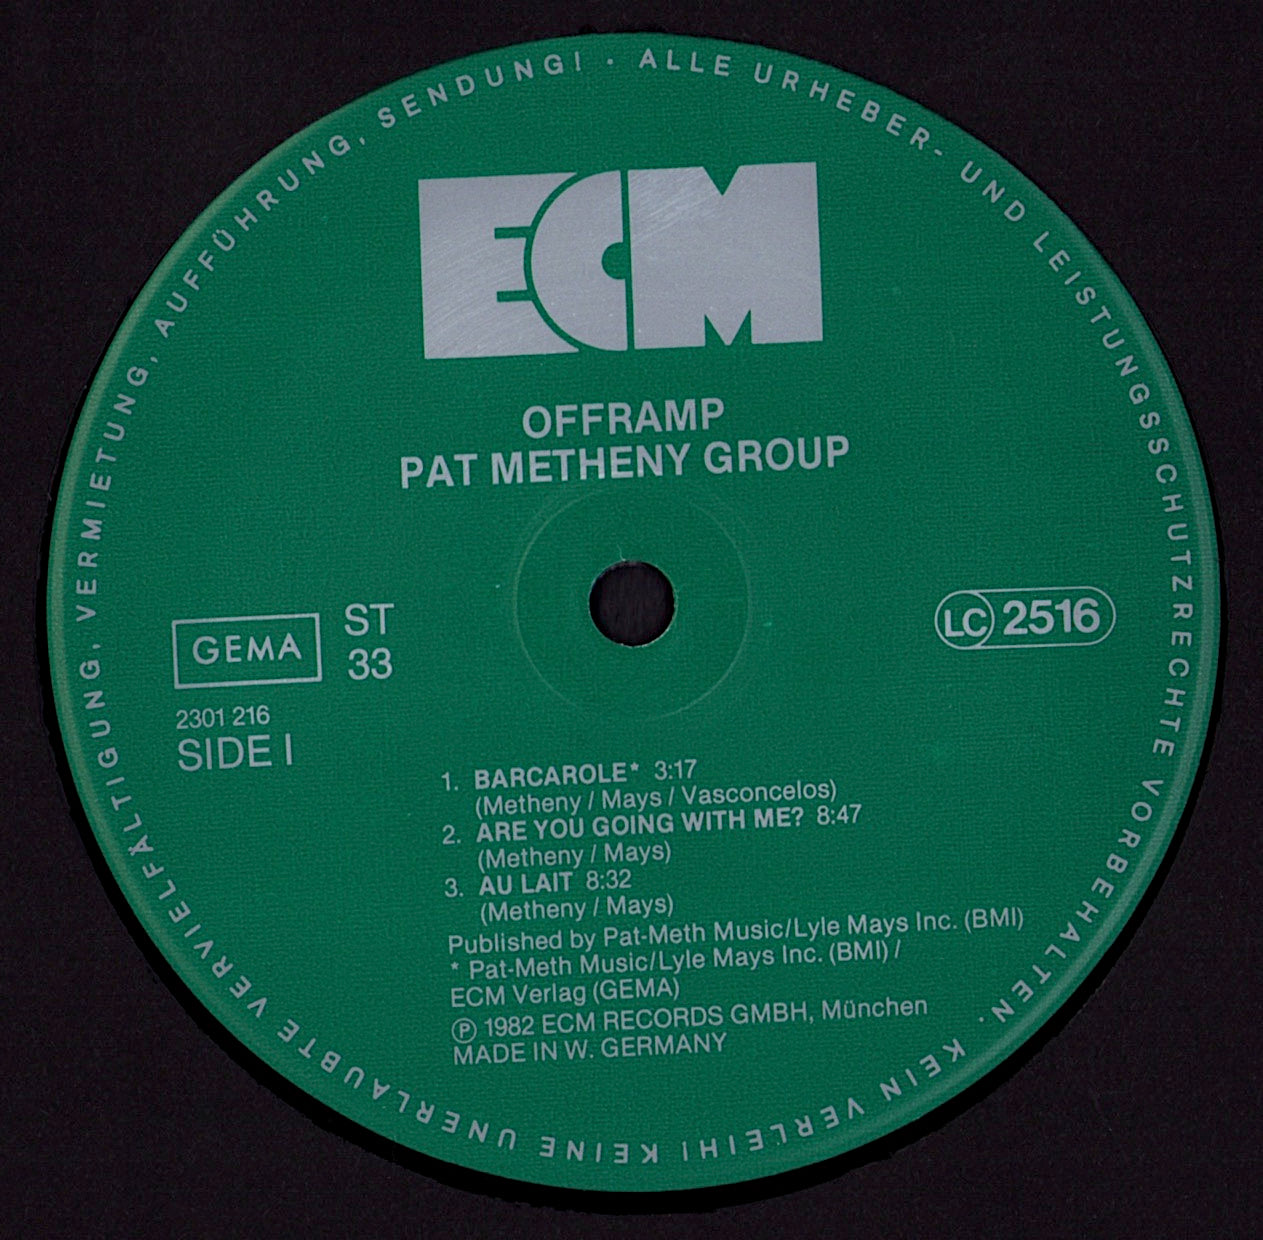 ALLE URHEBER- UND LEISTUNGSSCHUTZRECHTE VORBEHALTEN · KEIN VERLEIH! KEINE UNERLAUBTE VERVIELFÄLTIGUNG, VERMIETUNG, AUFFÜHRUNG, SENDUNG! ·
ECM
OFFRAMP
PAT METHENY GROUP
GEMA
ST
33
LC 2516
2301 216
SIDE I
1. BARCAROLE* 3:17
(Metheny / Mays / Vasconcelos)
2. ARE YOU GOING WITH ME? 8:47
(Metheny / Mays)
3. AU LAIT 8:32
(Metheny / Mays)
Published by Pat-Meth Music/Lyle Mays Inc. (BMI)
* Pat-Meth Music/Lyle Mays Inc. (BMI) /
ECM Verlag (GEMA)
Ⓟ 1982 ECM RECORDS GMBH, München
MADE IN W. GERMANY